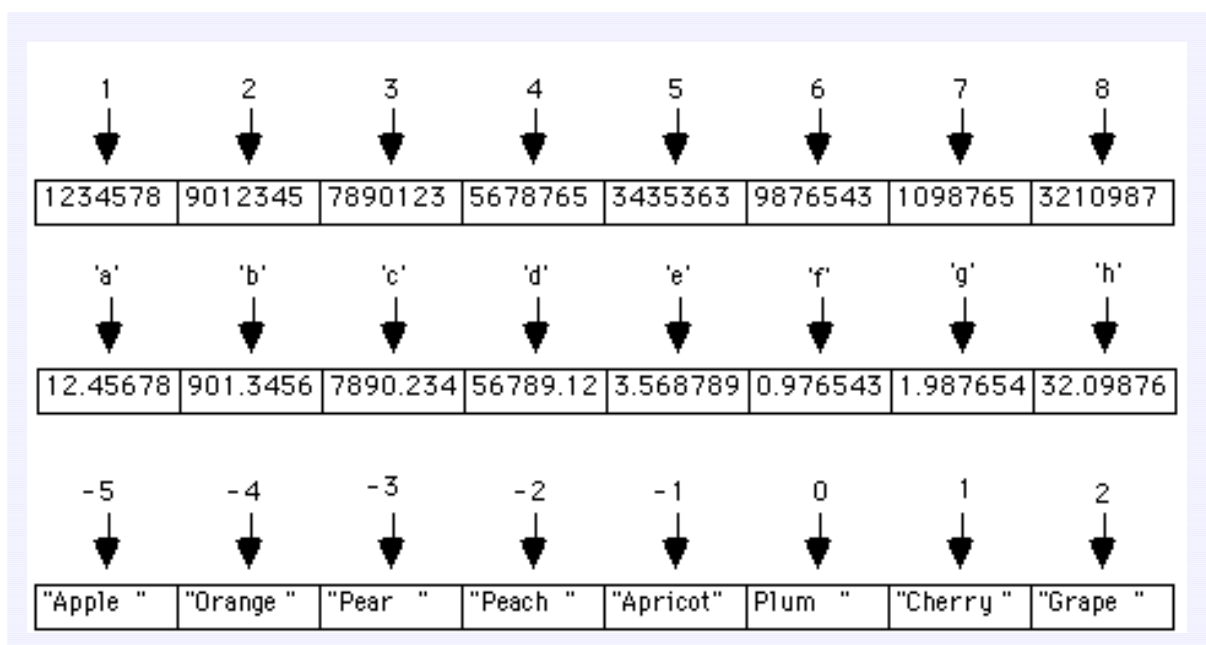 1 2 3 4 5 6 7 8
1234578 9012345 7890123 5678765 3435363 9876543 1098765 3210987
'a' 'b' 'c' 'd' 'e' 'f' 'g' 'h'
12.45678 901.3456 7890.234 56789.12 3.568789 0.976543 1.987654 32.09876
-5 -4 -3 -2 -1 0 1 2
"Apple " "Orange " "Pear " "Peach " "Apricot" Plum " "Cherry " "Grape "